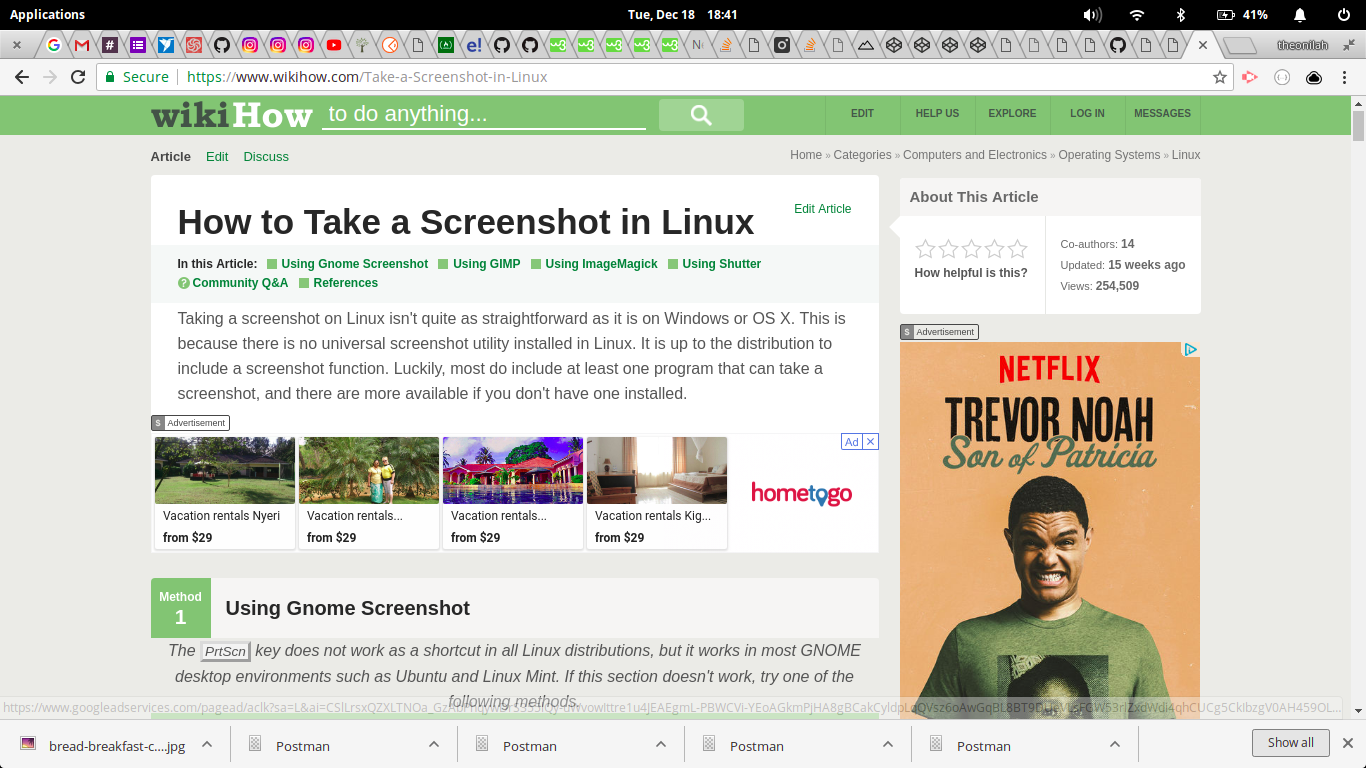 Applications
Tue, Dec 18 18:41
41%
theonilah
Secure https://www.wikihow.com/Take-a-Screenshot-in-Linux
wikiHow to do anything...
EDIT
HELP US
EXPLORE
LOG IN
MESSAGES
Article Edit Discuss
Home » Categories » Computers and Electronics » Operating Systems » Linux
How to Take a Screenshot in Linux
Edit Article
In this Article: Using Gnome Screenshot Using GIMP Using ImageMagick Using Shutter
Community Q&A References
Taking a screenshot on Linux isn't quite as straightforward as it is on Windows or OS X. This is
because there is no universal screenshot utility installed in Linux. It is up to the distribution to
include a screenshot function. Luckily, most do include at least one program that can take a
screenshot, and there are more available if you don't have one installed.
S Advertisement
Ad
Vacation rentals Nyeri
from $29
Vacation rentals...
from $29
Vacation rentals...
from $29
Vacation rentals Kig...
from $29
hometogo
Method
1
Using Gnome Screenshot
The PrtScn key does not work as a shortcut in all Linux distributions, but it works in most GNOME
desktop environments such as Ubuntu and Linux Mint. If this section doesn't work, try one of the
following methods.
About This Article
How helpful is this?
Co-authors: 14
Updated: 15 weeks ago
Views: 254,509
S Advertisement
NETFLIX
TREVOR NOAH
Son of Patricia
bread-breakfast-c....jpg
Postman
Postman
Postman
Postman
Show all